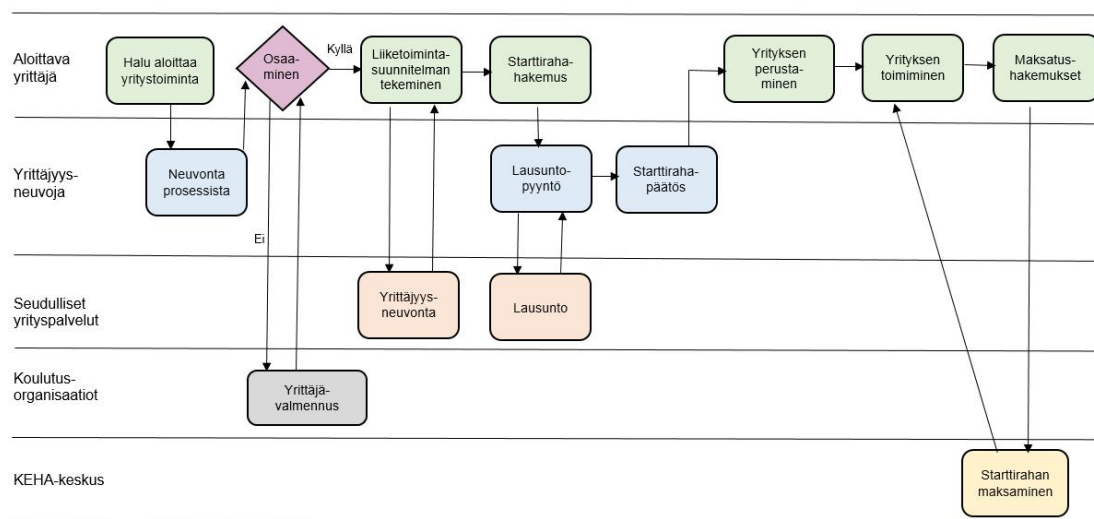 Aloittava
yrittäjä
Halu aloittaa
yritystoiminta
Osaa-
minen
Kyllä
Liiketoiminta-
suunnitelman
tekeminen
Starttiraha-
hakemus
Yrityksen
perusta-
minen
Yrityksen
toimiminen
Maksatus-
hakemukset
Yrittäjyys-
neuvoja
Neuvonta
prosessista
Lausunto-
pyyntö
Starttiraha-
päätös
Ei
Seudulliset
yrityspalvelut
Yrittäjyys-
neuvonta
Lausunto
Koulutus-
organisaatiot
Yrittäjä-
valmennus
KEHA-keskus
Starttirahan
maksaminen